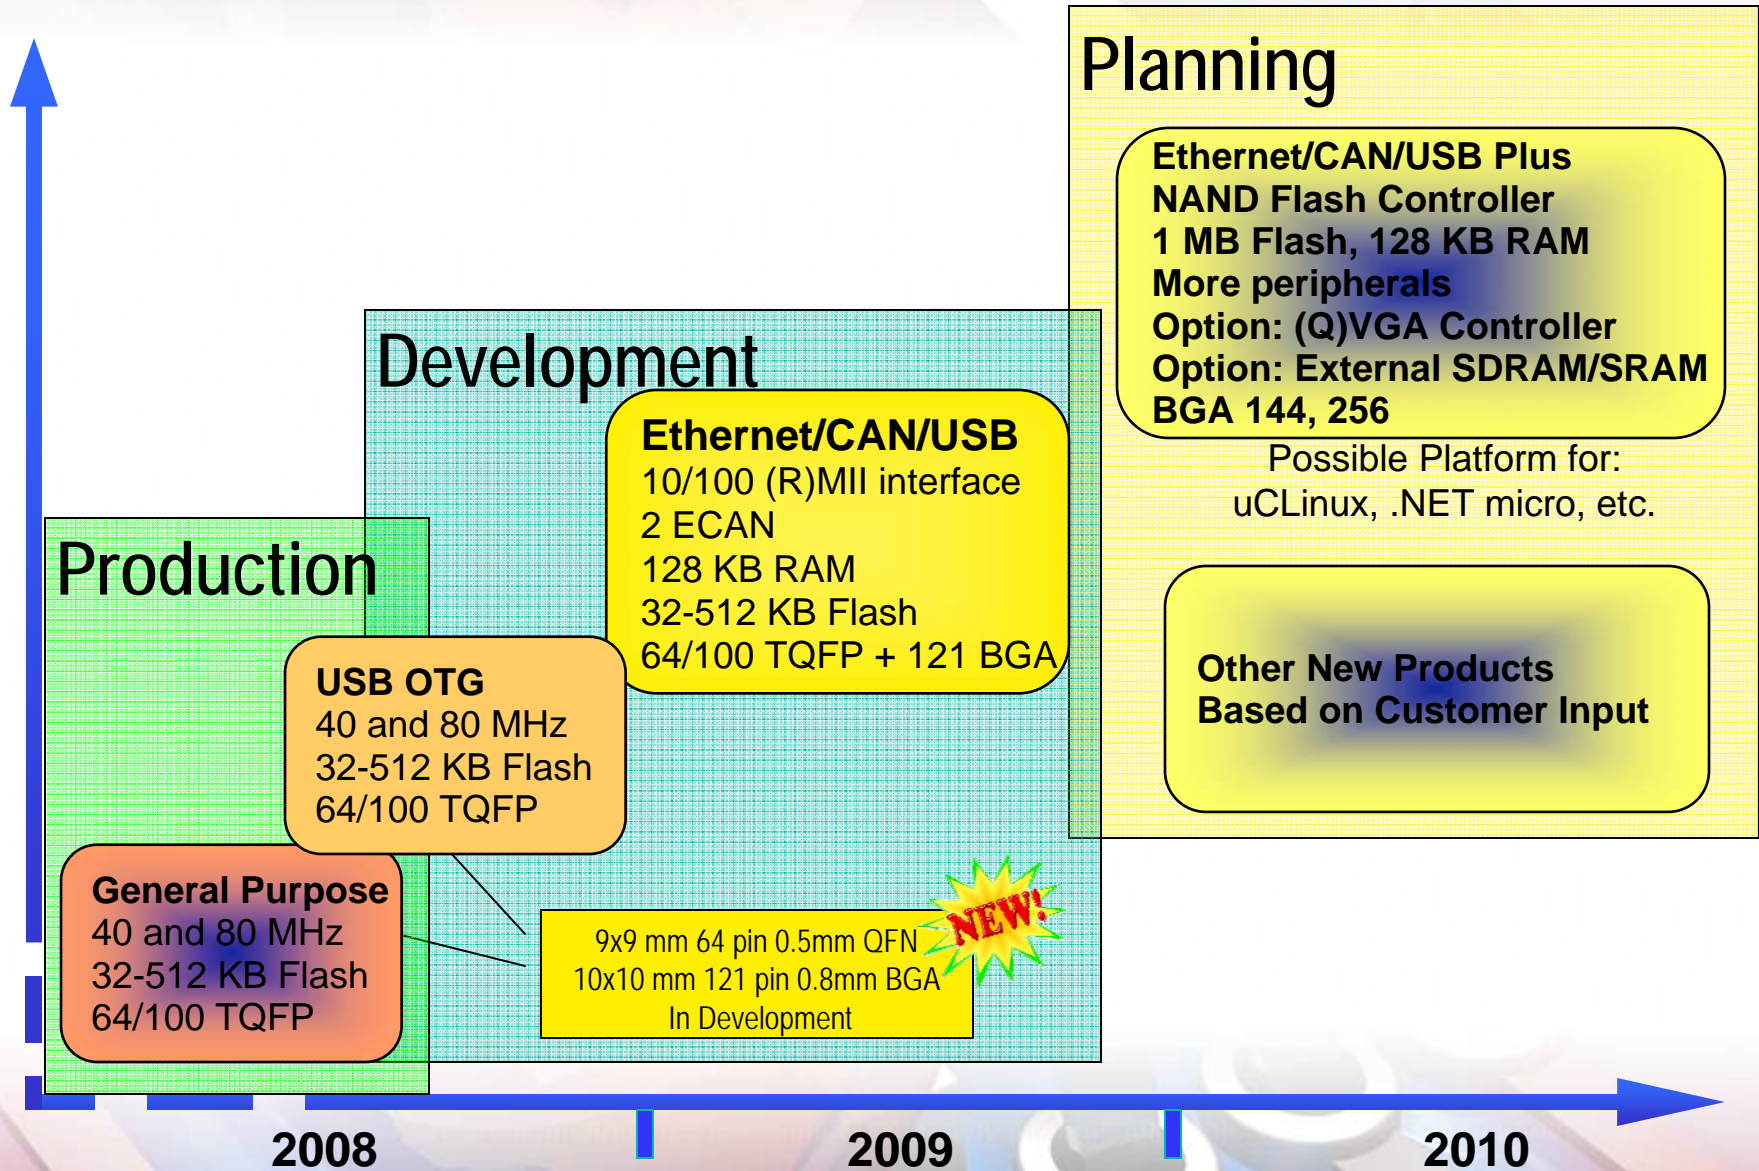 Planning
Ethernet/CAN/USB Plus
NAND Flash Controller
1 MB Flash, 128 KB RAM
More peripherals
Option: (Q)VGA Controller
Option: External SDRAM/SRAM
BGA 144, 256
Possible Platform for:
uCLinux, .NET micro, etc.
Other New Products
Based on Customer Input
Development
Ethernet/CAN/USB
10/100 (R)MII interface
2 ECAN
128 KB RAM
32-512 KB Flash
64/100 TQFP + 121 BGA
Production
USB OTG
40 and 80 MHz
32-512 KB Flash
64/100 TQFP
General Purpose
40 and 80 MHz
32-512 KB Flash
64/100 TQFP
NEW!
9x9 mm 64 pin 0.5mm QFN
10x10 mm 121 pin 0.8mm BGA
In Development
2008
2009
2010